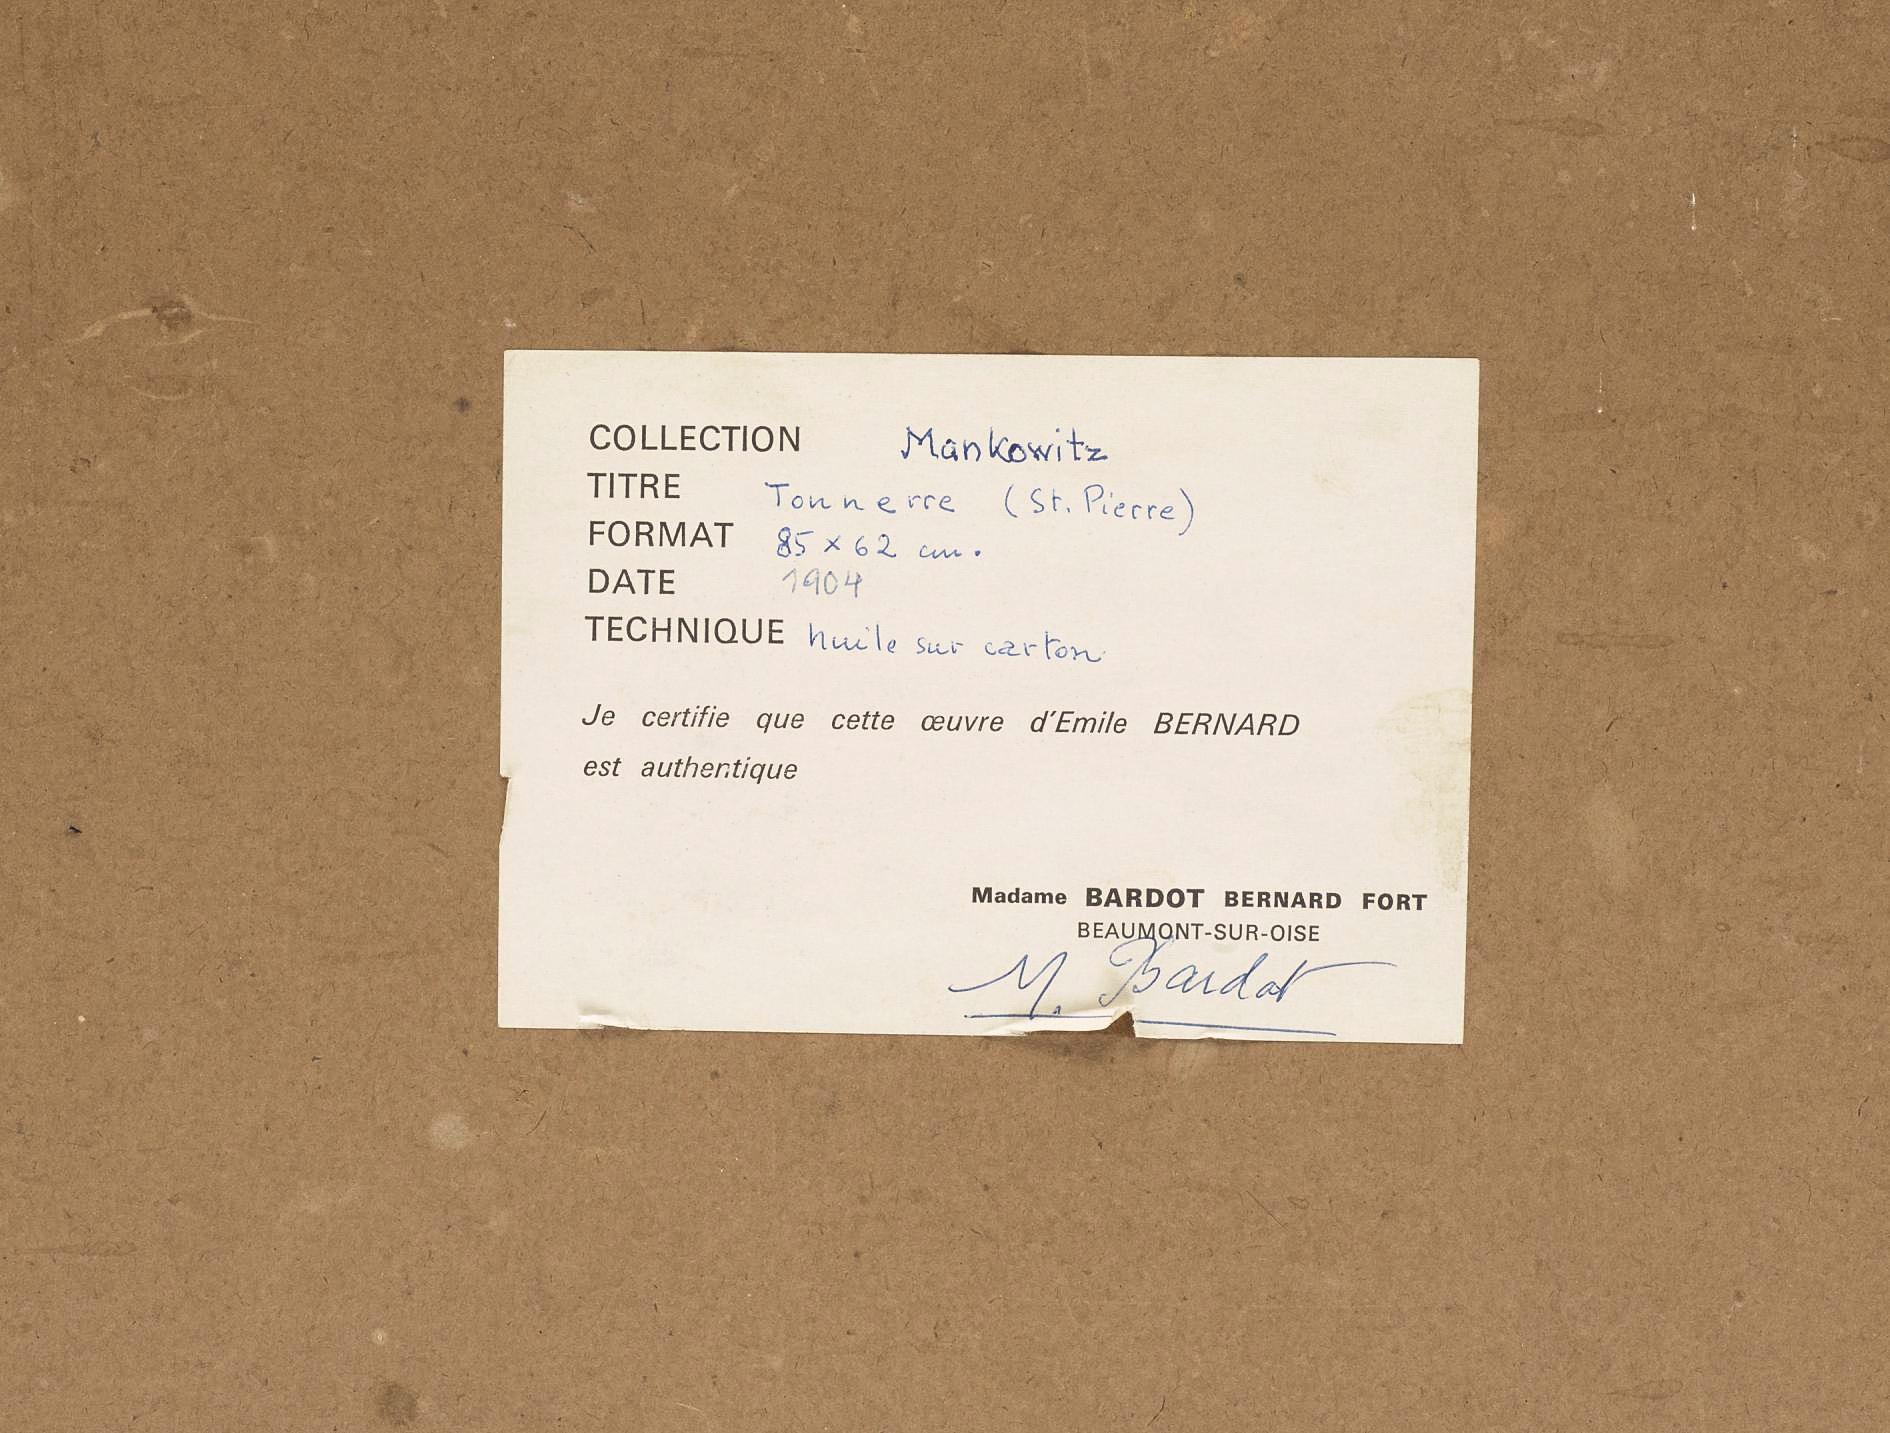 COLLECTION Mankowitz
TITRE Tonnerre (St. Pierre)
FORMAT 85 x 62 cm.
DATE 1904
TECHNIQUE huile sur carton
Je certifie que cette œuvre d'Emile BERNARD
est authentique
Madame BARDOT BERNARD FORT
BEAUMONT-SUR-OISE
M. Bardot